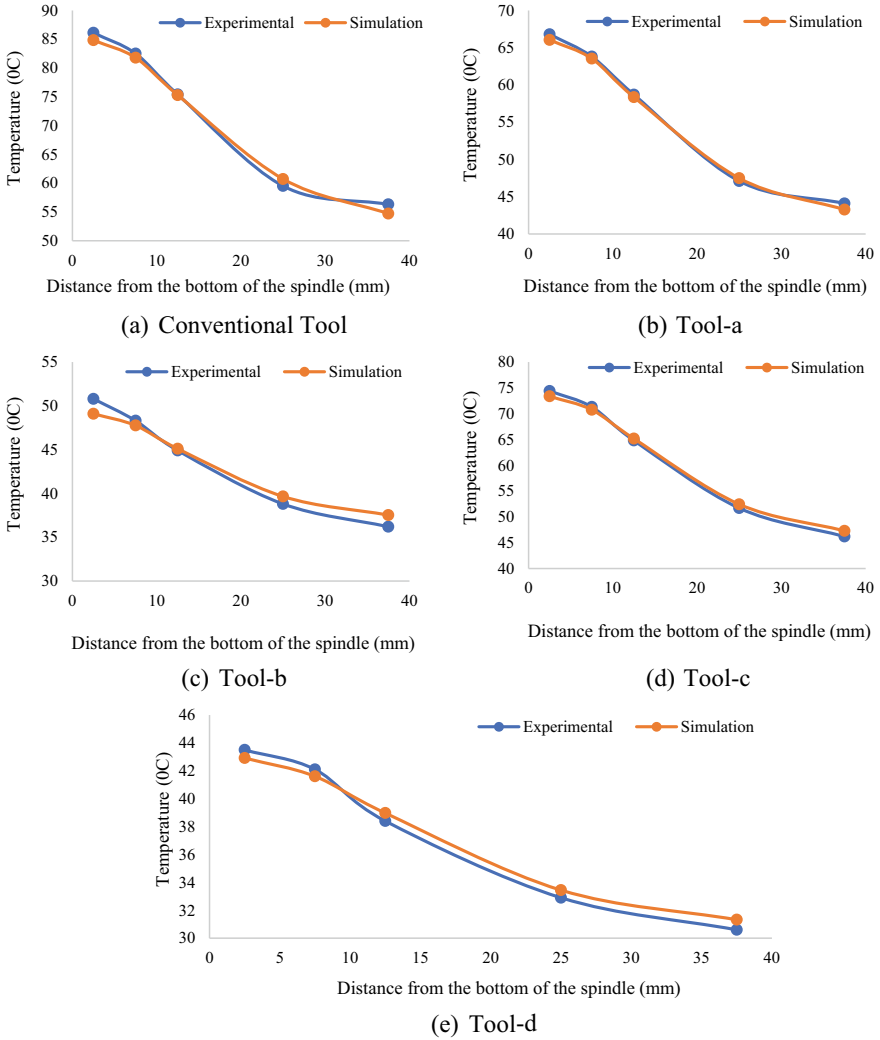 Experimental Simulation
Temperature (0C)
90
85
80
75
70
65
60
55
50
0 10 20 30 40
Distance from the bottom of the spindle (mm)
(a) Conventional Tool
Experimental Simulation
Temperature (0C)
70
65
60
55
50
45
40
0 10 20 30 40
Distance from the bottom of the spindle (mm)
(b) Tool-a
Experimental Simulation
Temperature (0C)
55
50
45
40
35
30
0 10 20 30 40
Distance from the bottom of the spindle (mm)
(c) Tool-b
Experimental Simulation
Temperature (0C)
80
75
70
65
60
55
50
45
40
0 10 20 30 40
Distance from the bottom of the spindle (mm)
(d) Tool-c
Experimental Simulation
Temperature (0C)
46
44
42
40
38
36
34
32
30
0 5 10 15 20 25 30 35 40
Distance from the bottom of the spindle (mm)
(e) Tool-d